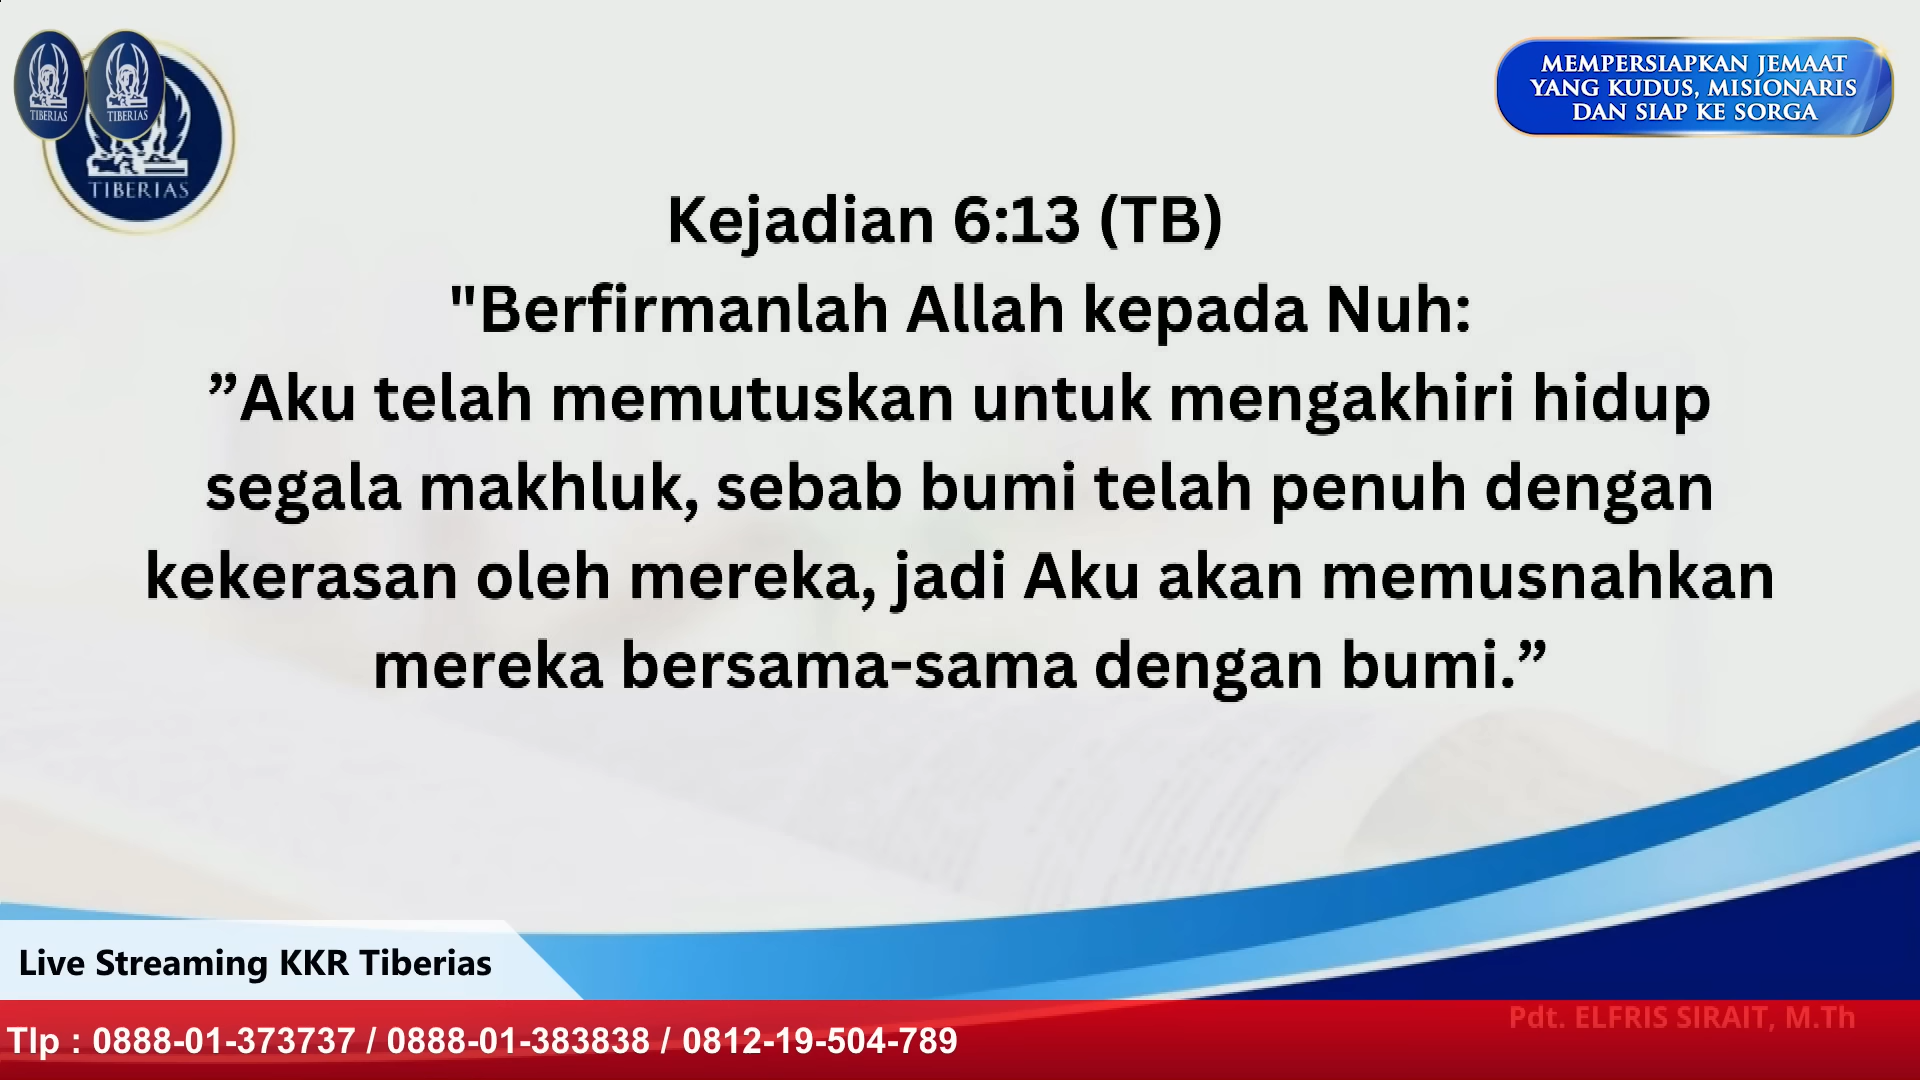 TIBERIAS
TIBERIAS
TIBERIAS
MEMPERSIAPKAN JEMAAT
YANG KUDUS, MISIONARIS
DAN SIAP KE SORGA
Kejadian 6:13 (TB)
"Berfirmanlah Allah kepada Nuh:
”Aku telah memutuskan untuk mengakhiri hidup
segala makhluk, sebab bumi telah penuh dengan
kekerasan oleh mereka, jadi Aku akan memusnahkan
mereka bersama-sama dengan bumi.”
Live Streaming KKR Tiberias
Pdt. ELFRIS SIRAIT, M.Th
Tlp : 0888-01-373737 / 0888-01-383838 / 0812-19-504-789